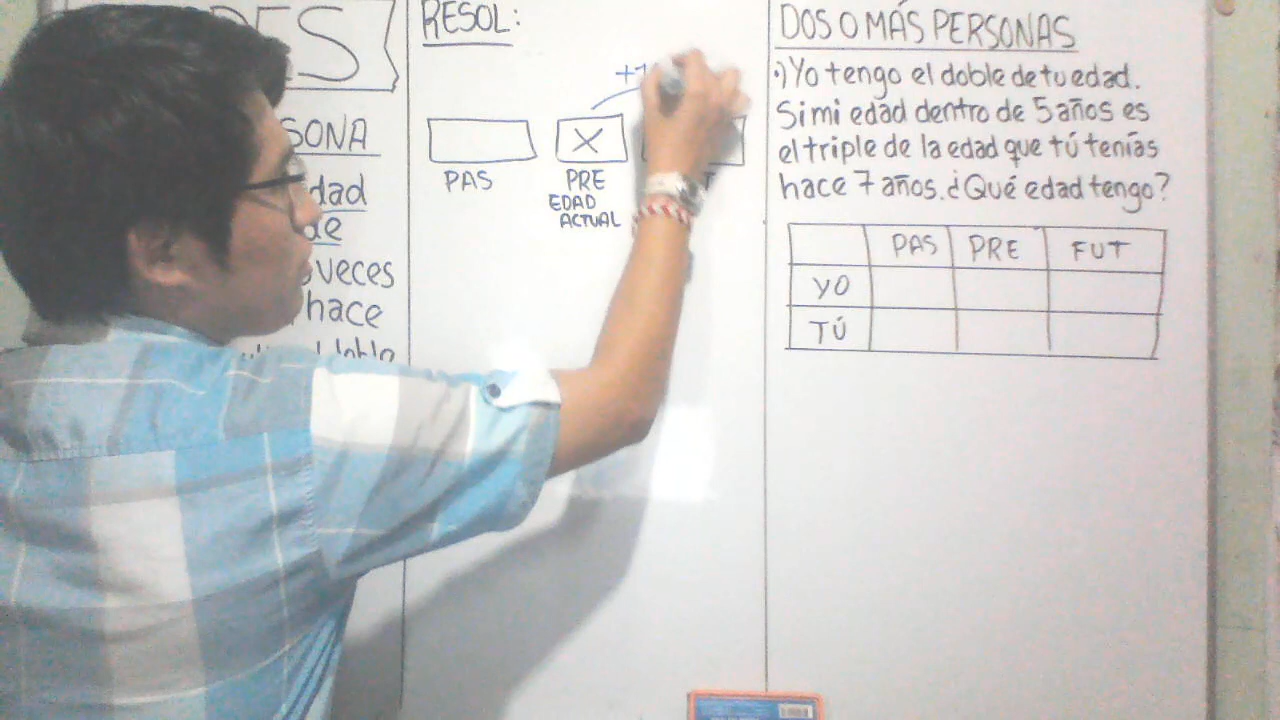 RESOL:
SONA
dad
de
veces
hace
+1
X
PAS
PRE
EDAD
ACTUAL
DOS O MÁS PERSONAS
•) Yo tengo el doble de tu edad.
Si mi edad dentro de 5 años es
el triple de la edad que tú tenías
hace 7 años. ¿Qué edad tengo?
PAS PRE FUT
YO
TÚ